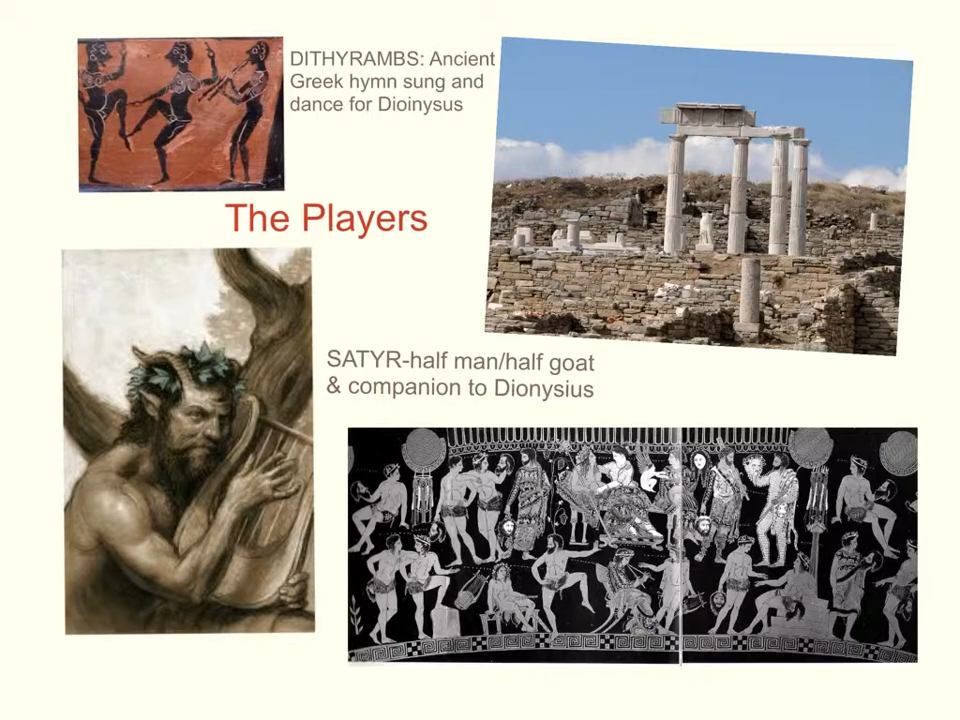 DITHYRAMBS: Ancient
Greek hymn sung and
dance for Dioinysus
The Players
SATYR-half man/half goat
& companion to Dionysius